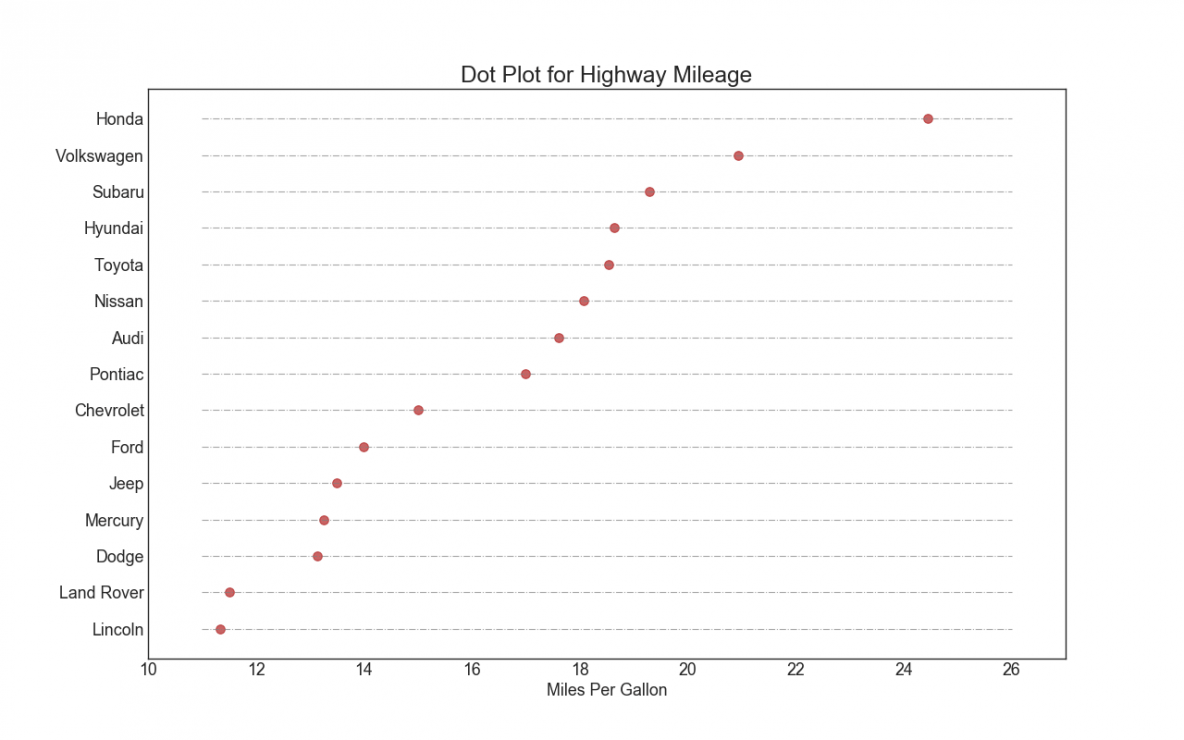 Dot Plot for Highway Mileage
Honda
Volkswagen
Subaru
Hyundai
Toyota
Nissan
Audi
Pontiac
Chevrolet
Ford
Jeep
Mercury
Dodge
Land Rover
Lincoln
10 12 14 16 18 20 22 24 26
Miles Per Gallon